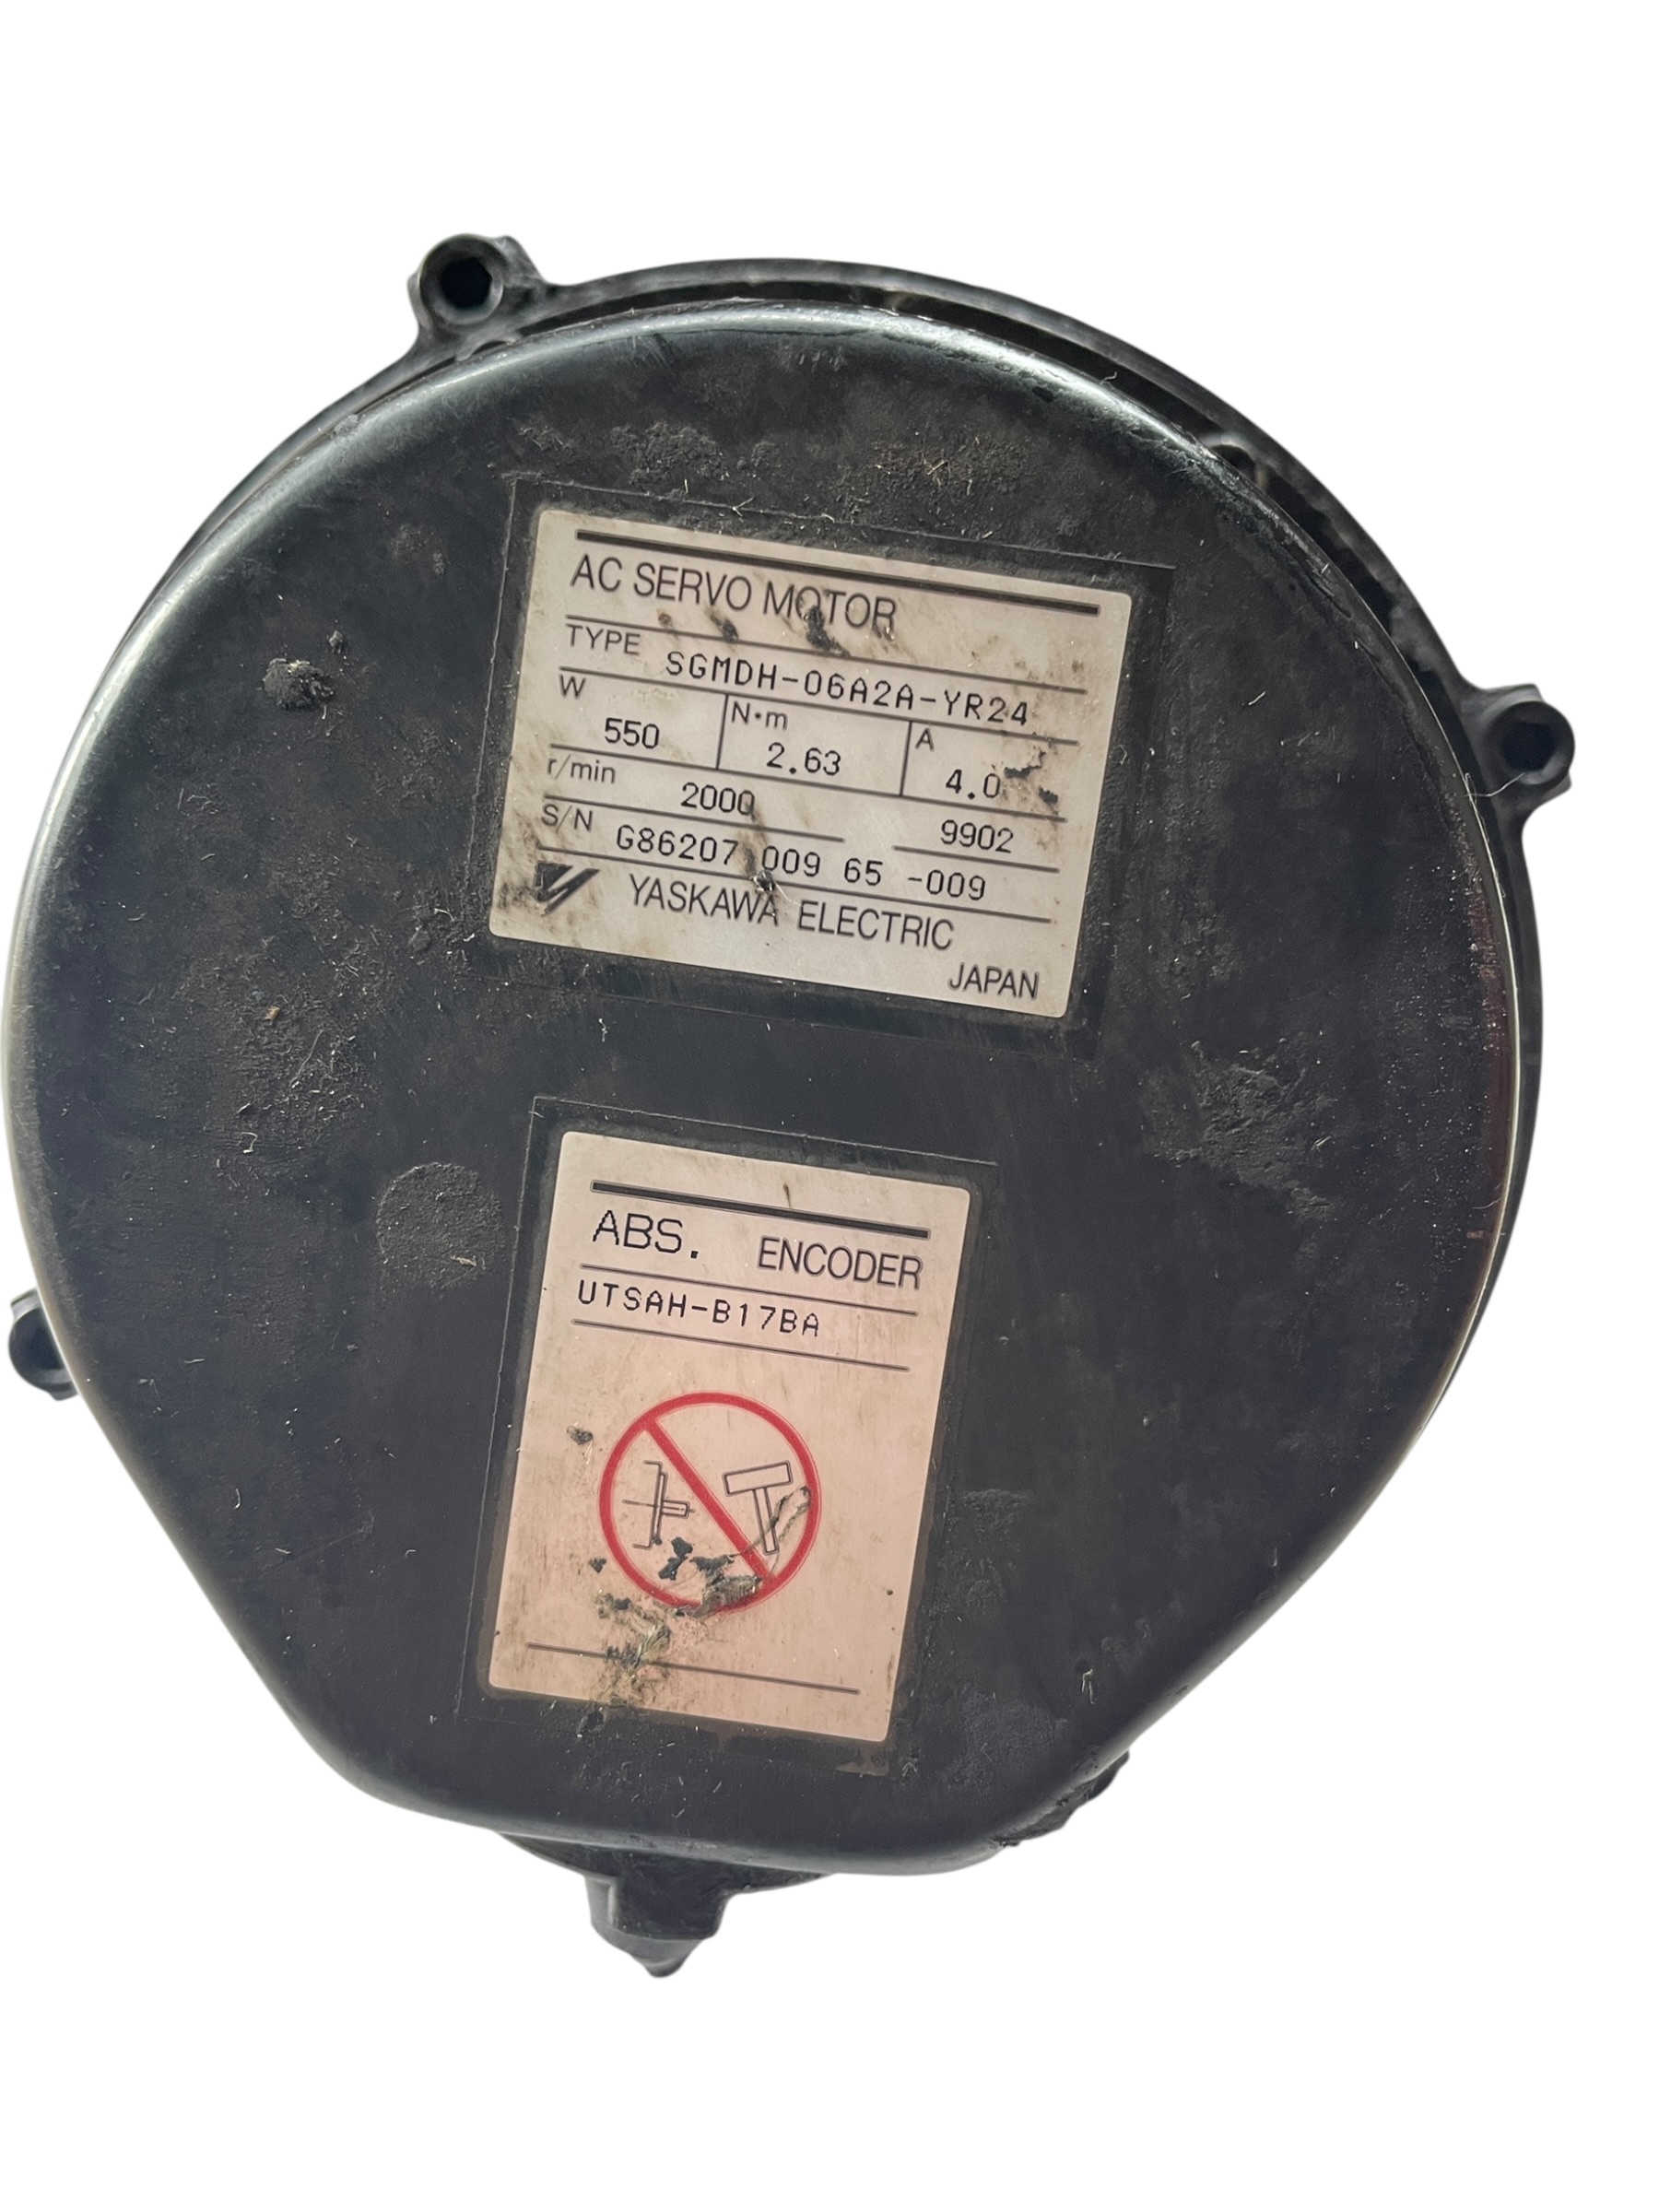 AC SERVO MOTOR
TYPE SGMDH-06A2A-YR24
W 550 N·m 2.63 A 4.0
r/min 2000 9902
S/N G86207 009 65 -009
YASKAWA ELECTRIC
JAPAN
ABS. ENCODER
UTSAH-B17BA